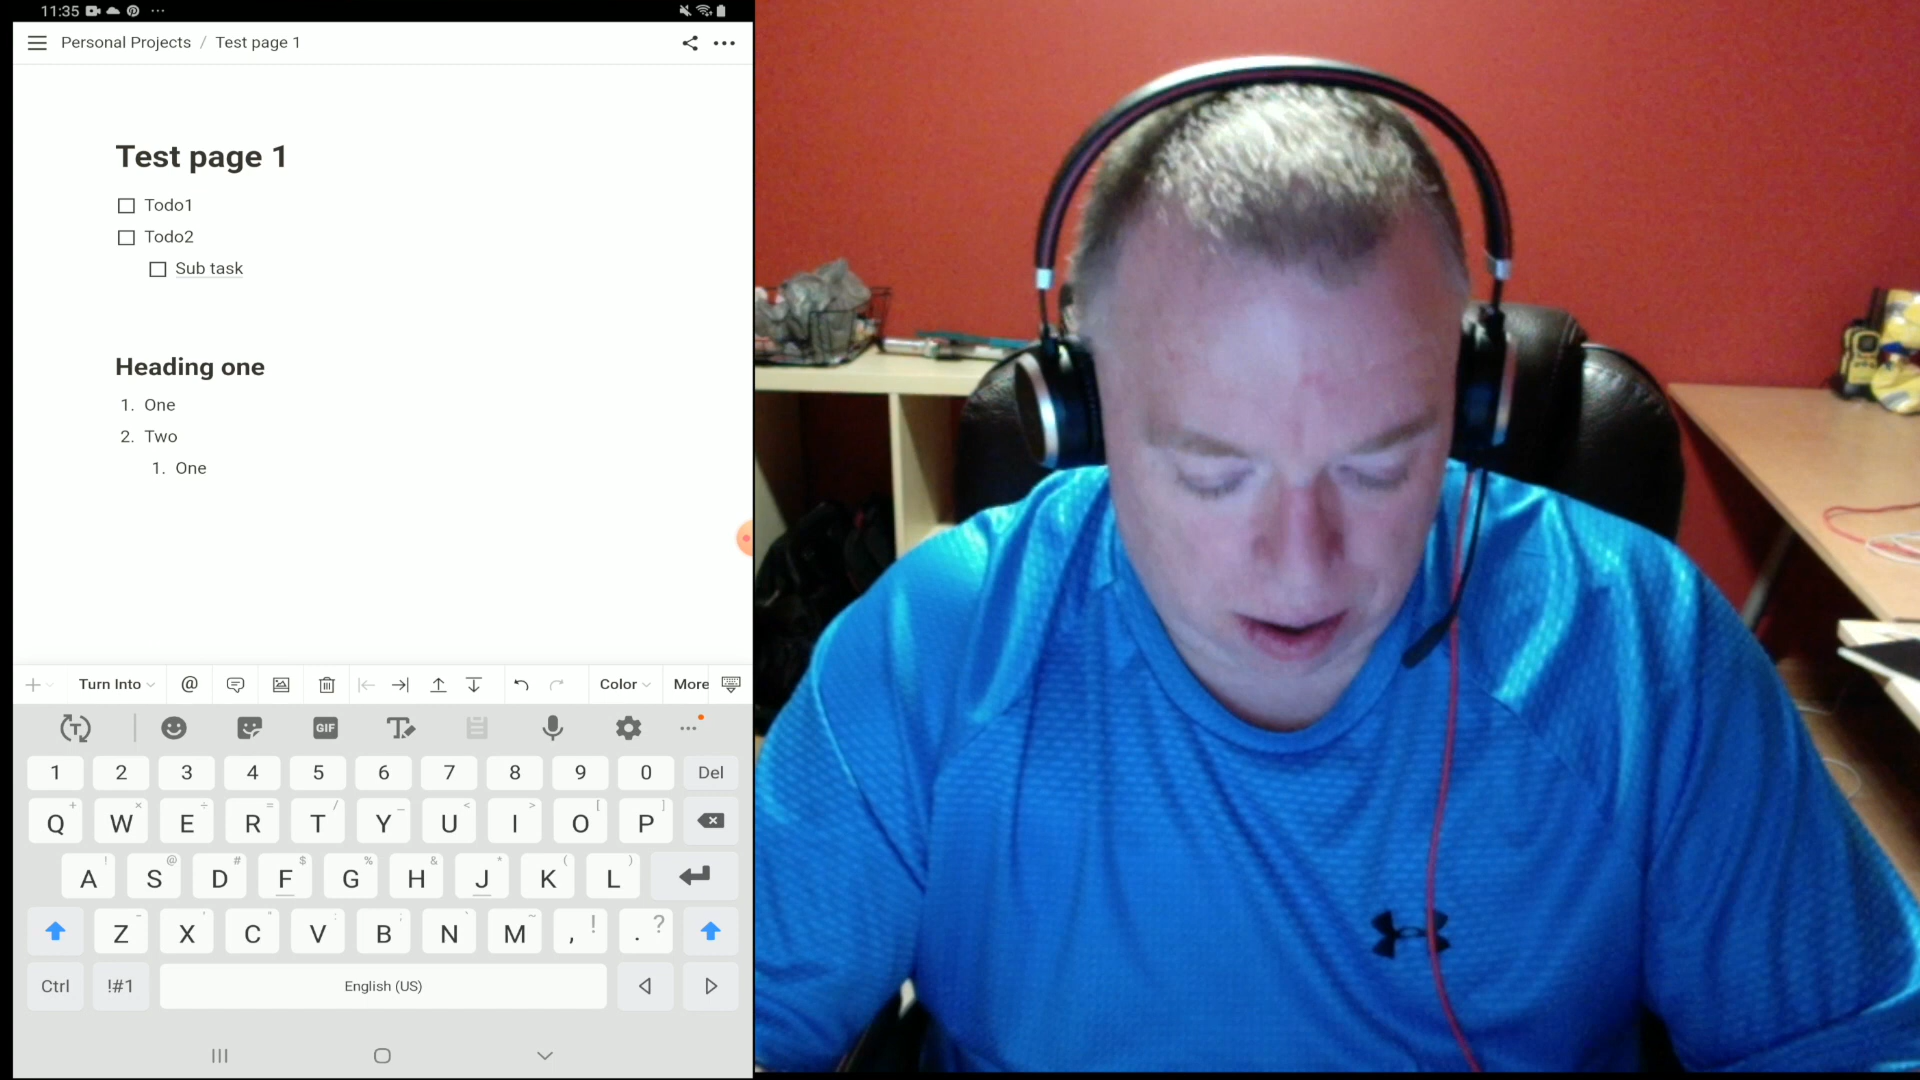 11:35
Personal Projects / Test page 1
Test page 1
Todo1
Todo2
Sub task
Heading one
1. One
2. Two
1. One
Turn Into @ Color More
GIF
1 2 3 4 5 6 7 8 9 0 Del
+ × ÷ = / _ < > [ ]
Q W E R T Y U I O P
! @ # $ % & * ( )
A S D F G H J K L
Z X C V B N M , ! . ?
Ctrl !#1 English (US)